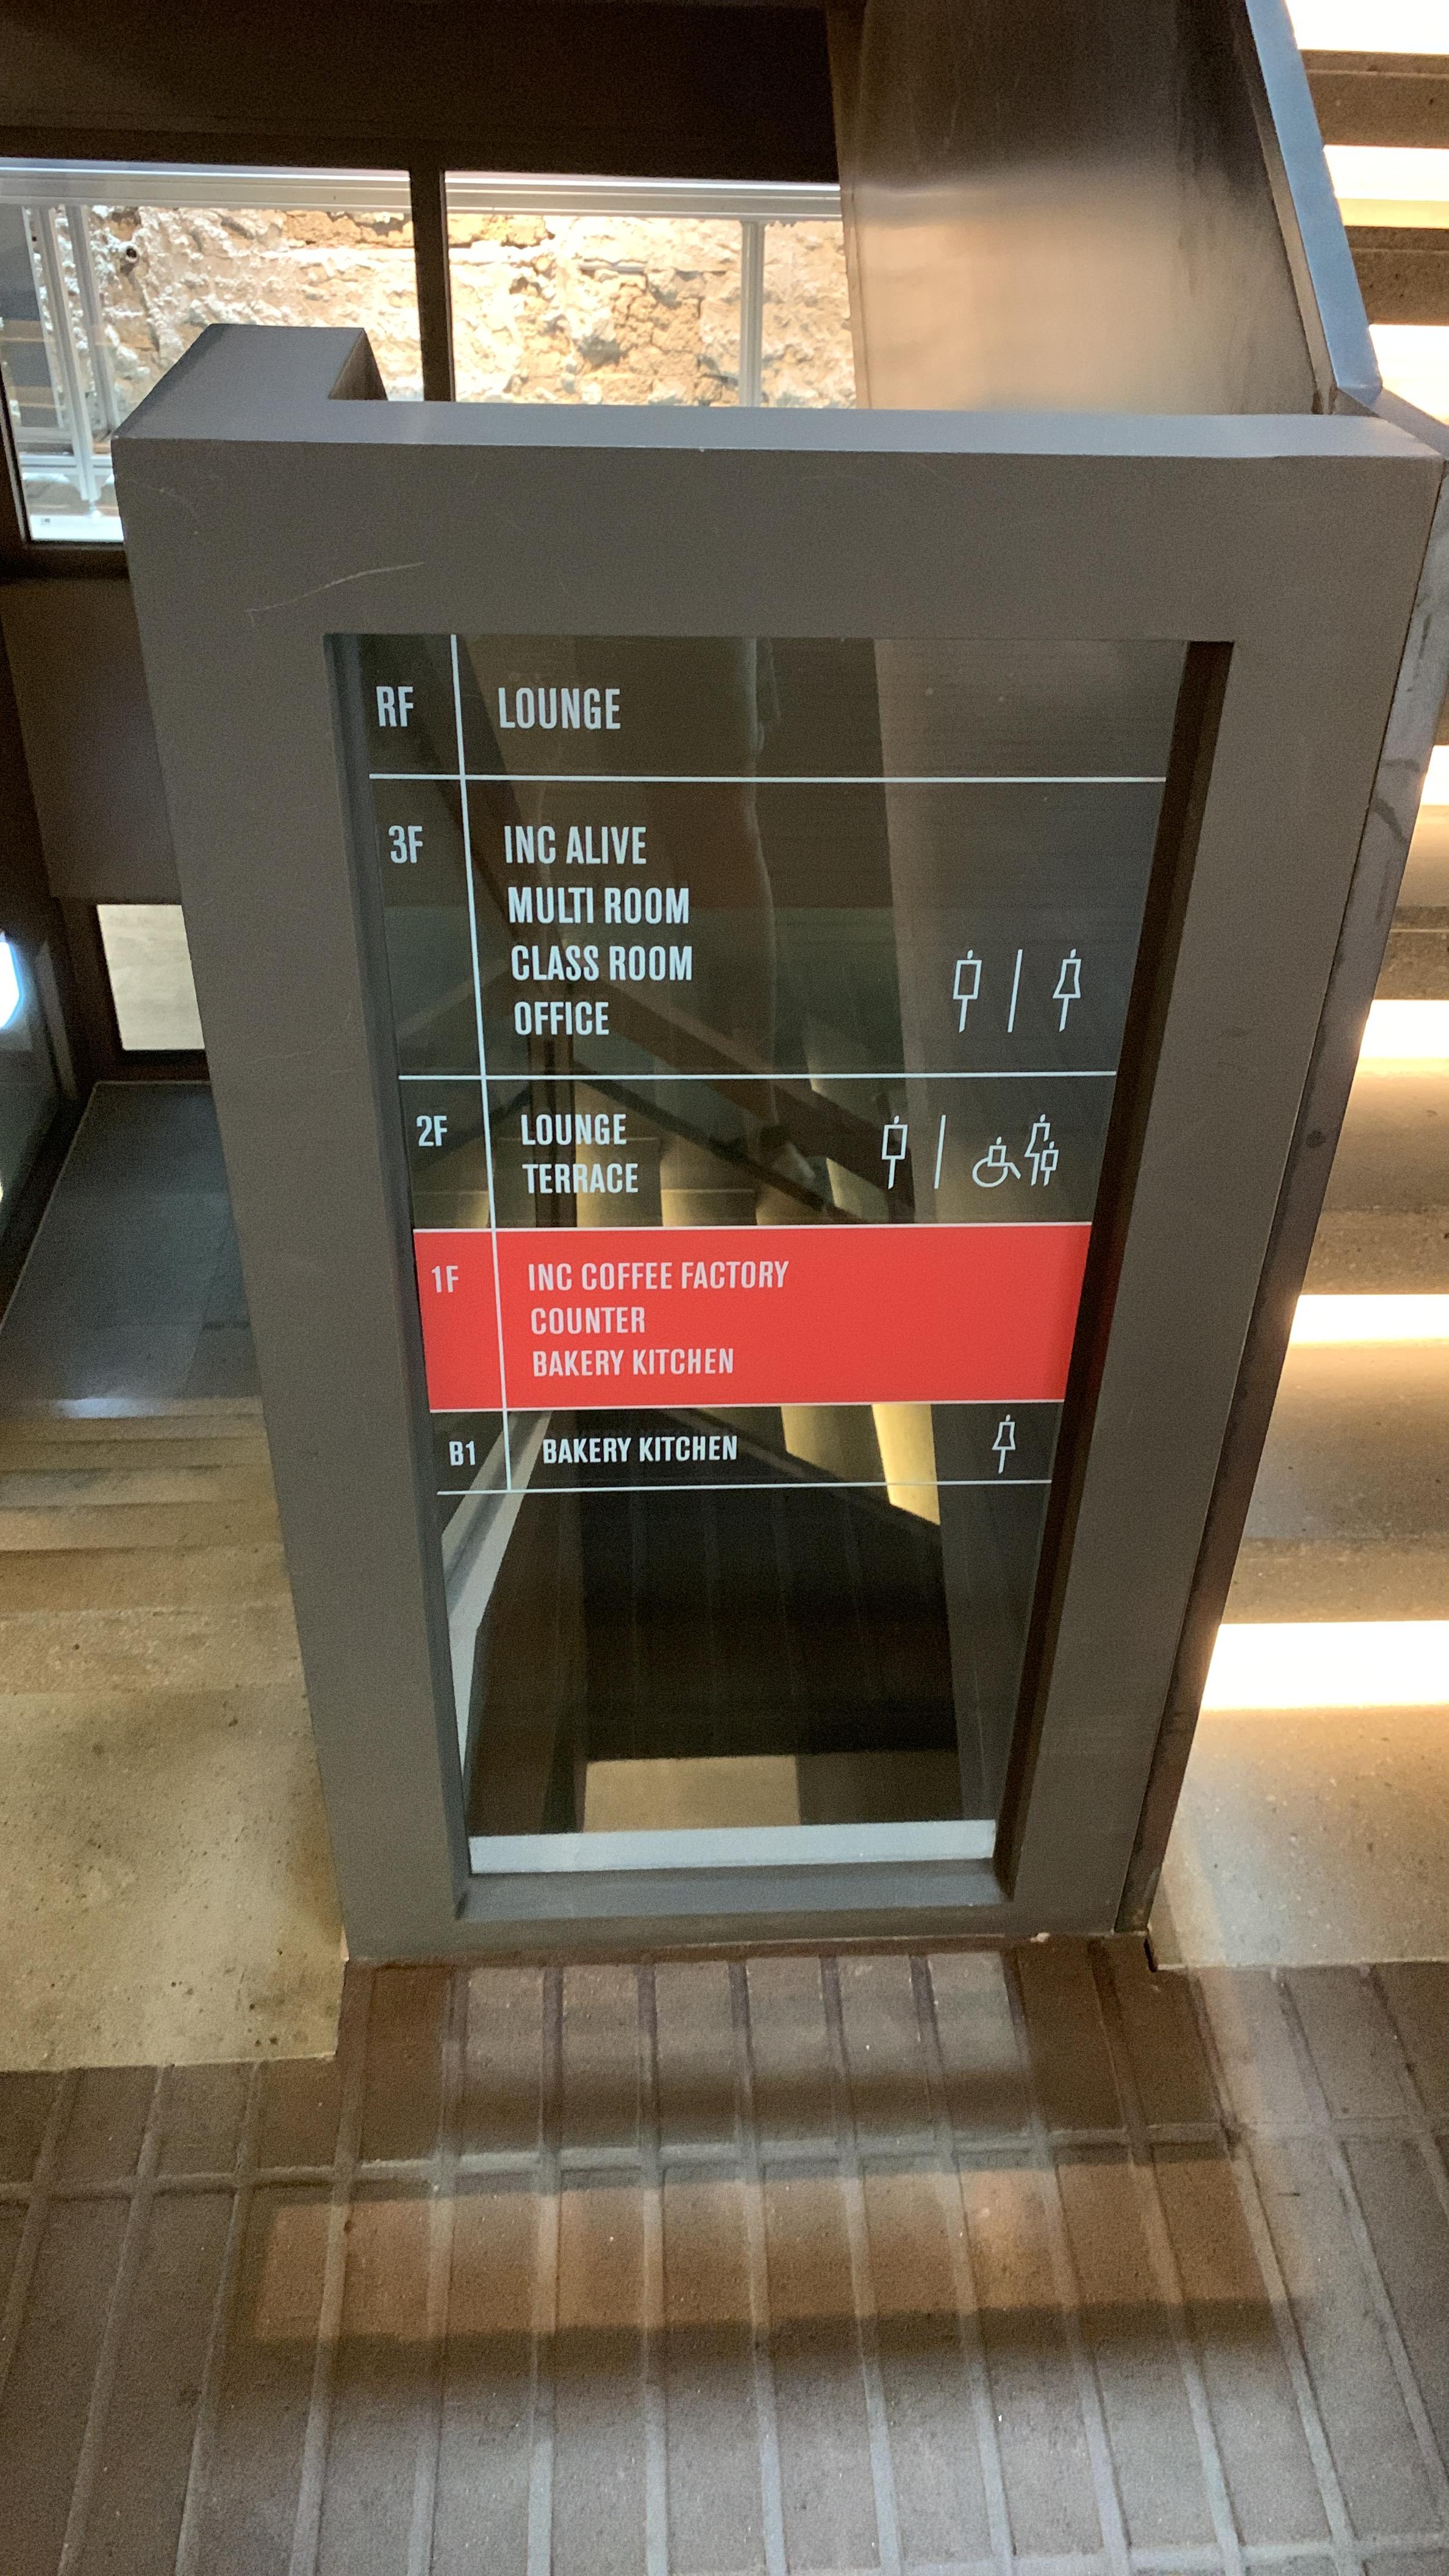 RF LOUNGE
3F INC ALIVE
MULTI ROOM
CLASS ROOM
OFFICE
2F LOUNGE
TERRACE
1F INC COFFEE FACTORY
COUNTER
BAKERY KITCHEN
B1 BAKERY KITCHEN